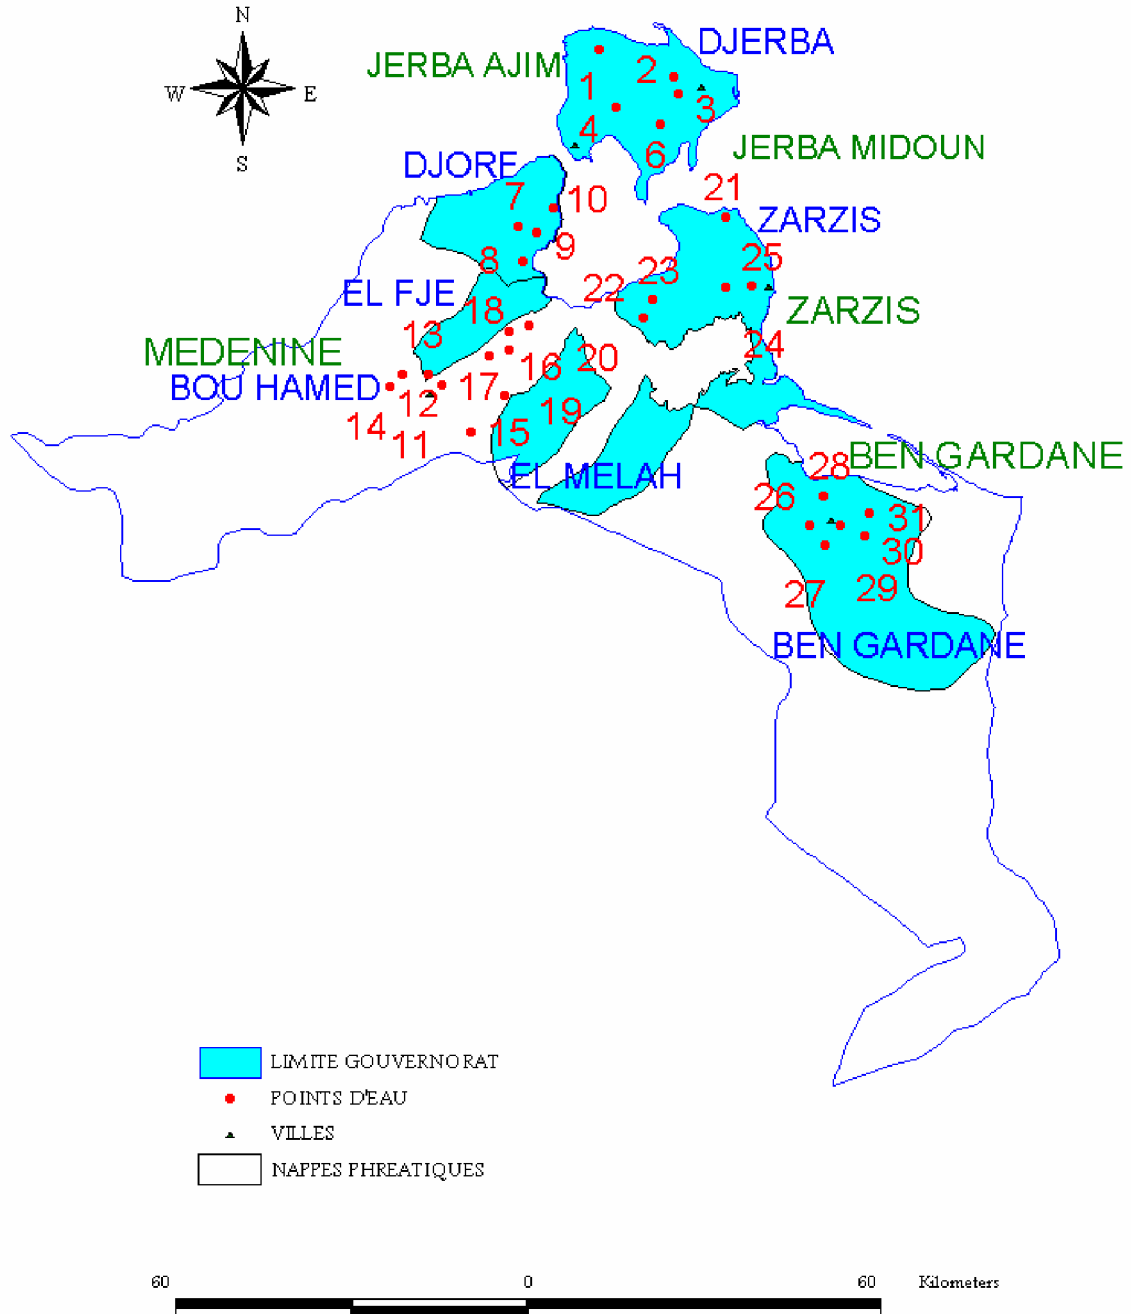 N
W E
S
JERBA AJIM
DJERBA
1
2
3
4
6
JERBA MIDOUN
DJORF
7
10
21
ZARZIS
8
9
25
EL FJE
22
23
18
ZARZIS
13
24
MEDENINE
BOU HAMED
16
20
12
17
14
11
15
19
EL MELAH
BEN GARDANE
28
26
31
30
27
29
BEN GARDANE
LIMITE GOUVERNORAT
POINTS D'EAU
VILLES
NAPPES PHREATIQUES
60 0 60 Kilometers